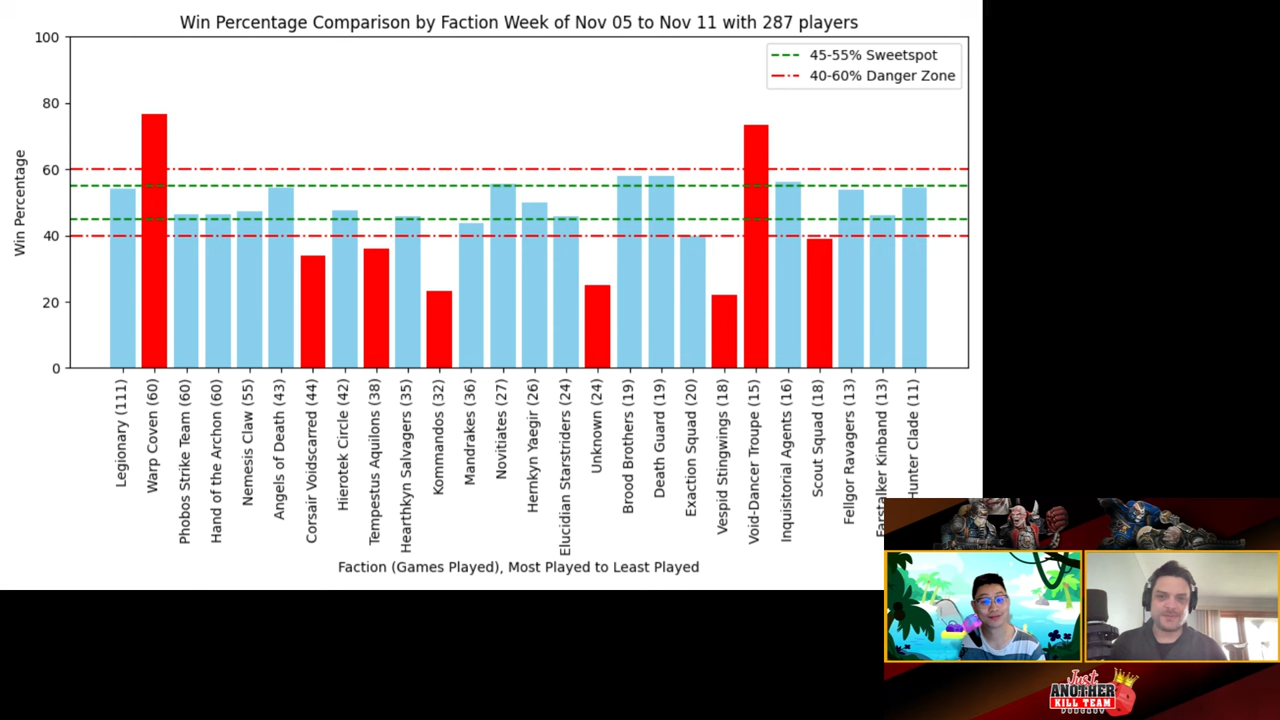 Win Percentage Comparison by Faction Week of Nov 05 to Nov 11 with 287 players
100
80
60
40
20
0
Win Percentage
45-55% Sweetspot
40-60% Danger Zone
Legionary (111)
Warp Coven (60)
Phobos Strike Team (60)
Hand of the Archon (60)
Nemesis Claw (55)
Angels of Death (43)
Corsair Voidscarred (44)
Hierotek Circle (42)
Tempestus Aquilons (38)
Hearthkyn Salvagers (35)
Kommandos (32)
Mandrakes (36)
Novitiates (27)
Hernkyn Yaegir (26)
Elucidian Starstriders (24)
Unknown (24)
Brood Brothers (19)
Death Guard (19)
Exaction Squad (20)
Vespid Stingwings (18)
Void-Dancer Troupe (15)
Inquisitorial Agents (16)
Scout Squad (18)
Fellgor Ravagers (13)
Farstalker Kinband (13)
Hunter Clade (11)
Faction (Games Played), Most Played to Least Played
Just
ANOTHER
KILL TEAM
PODCAST